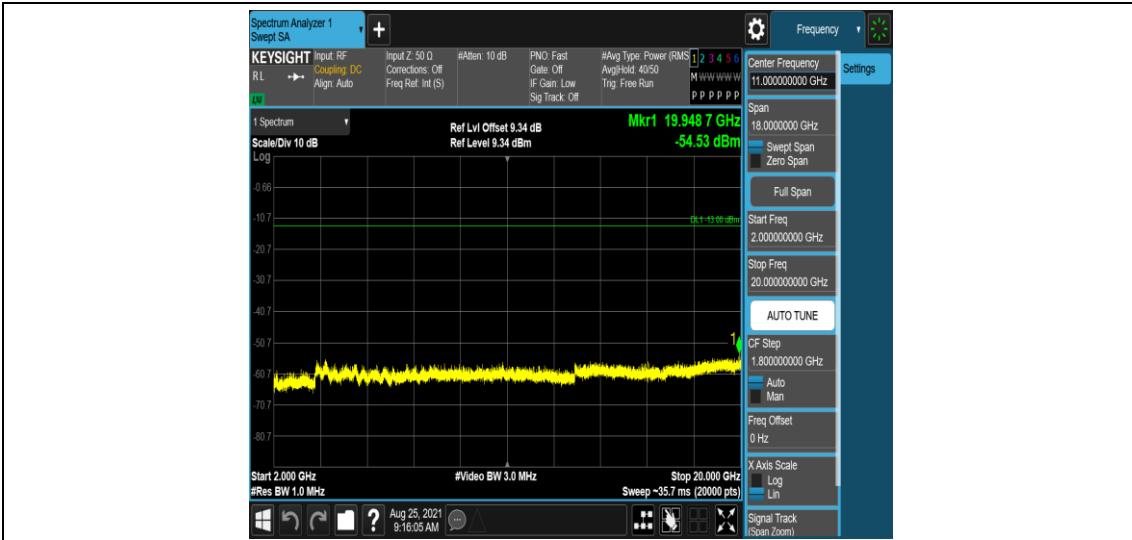 Spectrum Analyzer 1
Swept SA
Frequency
KEYSIGHT
RL
LXI
Input: RF
Coupling: DC
Align: Auto
Input Z: 50 Ω
Corrections: Off
Freq Ref: Int (S)
#Atten: 10 dB
PNO: Fast
Gate: Off
IF Gain: Low
Sig Track: Off
#Avg Type: Power (RMS
Avg|Hold: 40/50
Trig: Free Run
1 2 3 4 5 6
M W W W W W
P P P P P P
1 Spectrum
Scale/Div 10 dB
Log
Ref Lvl Offset 9.34 dB
Ref Level 9.34 dBm
Mkr1 19.948 7 GHz
-54.53 dBm
-0.66
-10.7
DL1 -13.00 dBm
-20.7
-30.7
-40.7
-50.7
1
-60.7
-70.7
-80.7
Start 2.000 GHz
#Video BW 3.0 MHz
Stop 20.000 GHz
#Res BW 1.0 MHz
Sweep ~35.7 ms (20000 pts)
Aug 25, 2021
9:16:05 AM
Center Frequency
11.000000000 GHz
Settings
Span
18.0000000 GHz
Swept Span
Zero Span
Full Span
Start Freq
2.000000000 GHz
Stop Freq
20.000000000 GHz
AUTO TUNE
CF Step
1.800000000 GHz
Auto
Man
Freq Offset
0 Hz
X Axis Scale
Log
Lin
Signal Track
(Span Zoom)